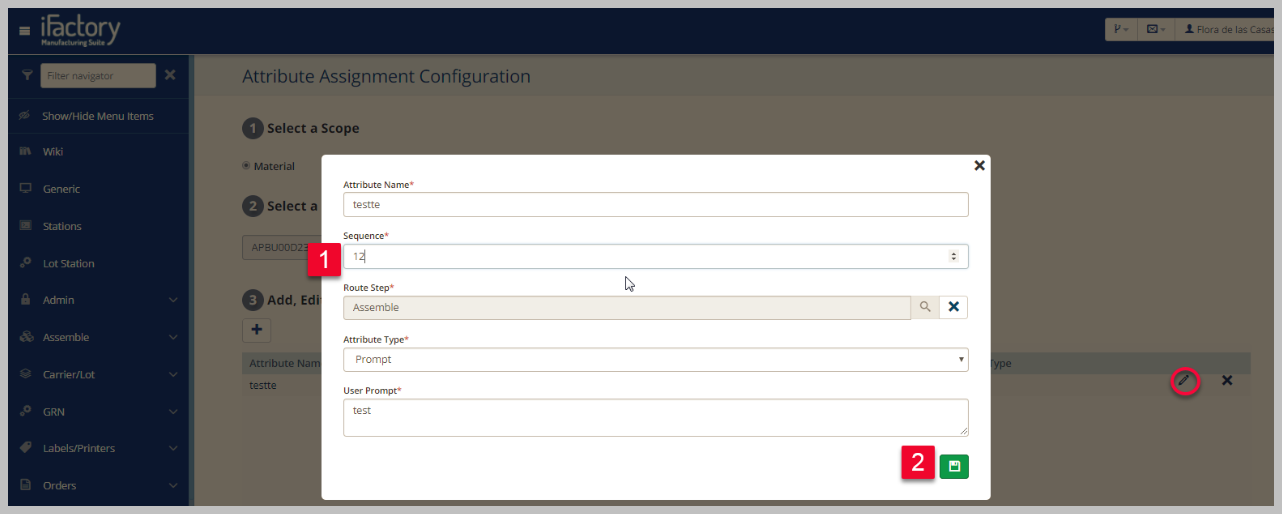 iFactory
Manufacturing Suite
Flora de las Casas
Filter navigator
Show/Hide Menu Items
Wiki
Generic
Stations
Lot Station
Admin
Assemble
Carrier/Lot
GRN
Labels/Printers
Orders
Attribute Assignment Configuration
1 Select a Scope
Material
2 Select a
APBU00D23
3 Add, Edi
Attribute Nam
Type
testte
Attribute Name*
testte
Sequence*
1
12
Route Step*
Assemble
Attribute Type*
Prompt
User Prompt*
test
2